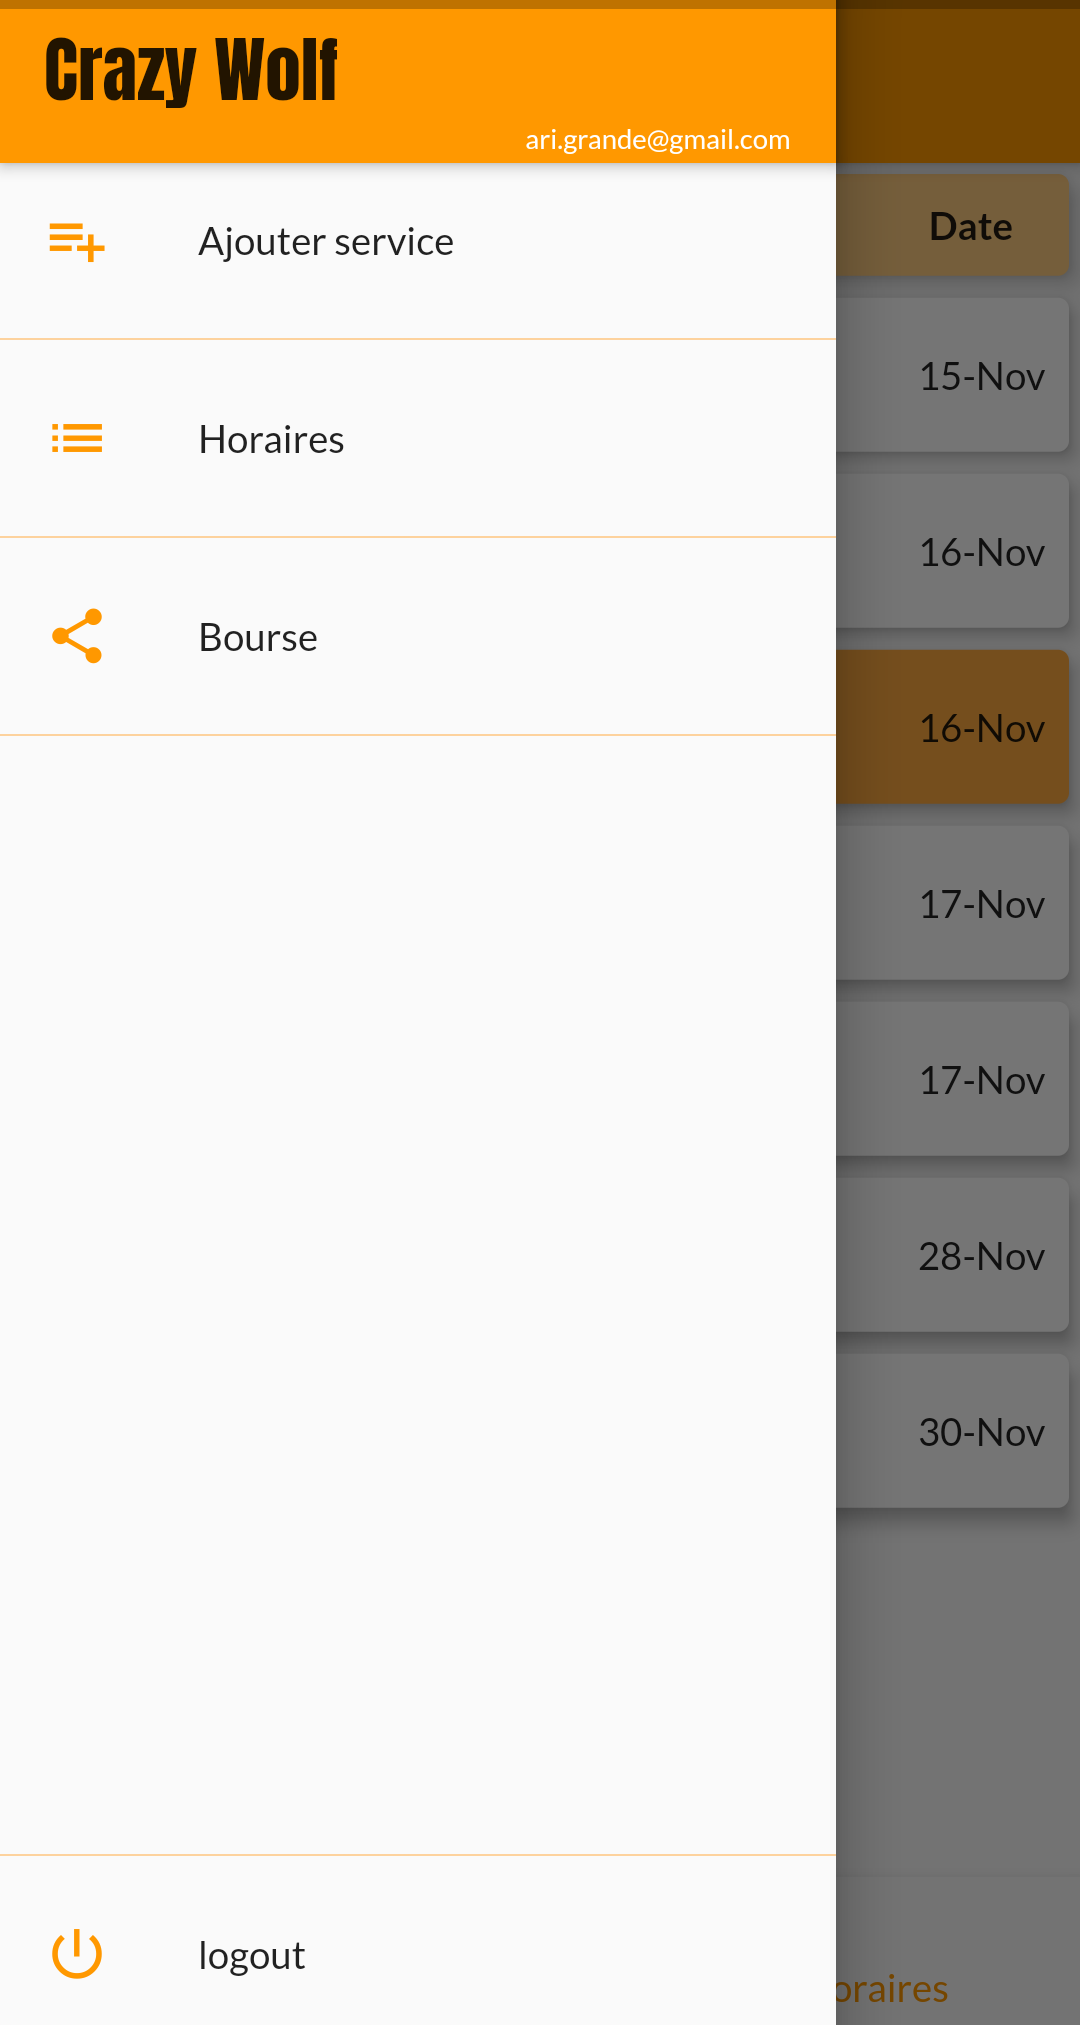 Crazy Wolf
ari.grande@gmail.com
Ajouter service
Horaires
Bourse
logout
Date
15-Nov
16-Nov
16-Nov
17-Nov
17-Nov
28-Nov
30-Nov
oraires